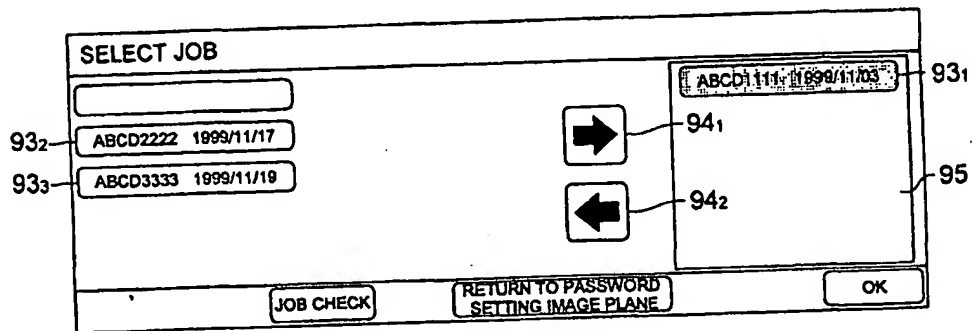 SELECT JOB
ABCD1111 1999/11/03
93₁
93₂
ABCD2222 1999/11/17
94₁
93₃
ABCD3333 1999/11/19
95
94₂
JOB CHECK
RETURN TO PASSWORD
SETTING IMAGE PLANE
OK